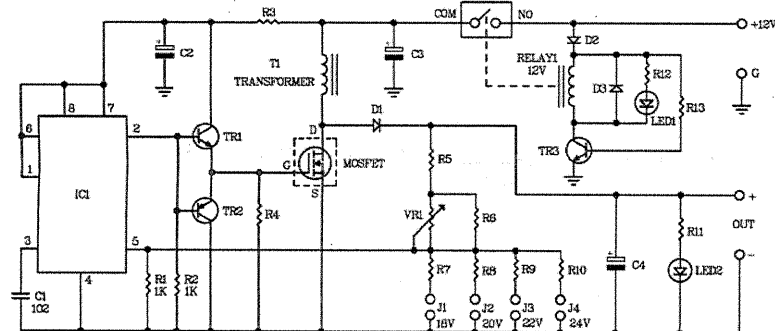 COM
NO
R3
+12V
D2
C2
C3
T1
TRANSFORMER
RELAY1
12V
G
R12
D3
R13
LED1
8
7
D1
6
2
TR1
D
G
MOSFET
TR3
R5
1
IC1
S
TR2
R4
VR1
R6
+
OUT
R11
3
5
C4
LED2
-
4
R1
1K
R2
1K
R7
R8
R9
R10
C1
102
J1
16V
J2
20V
J3
22V
J4
24V